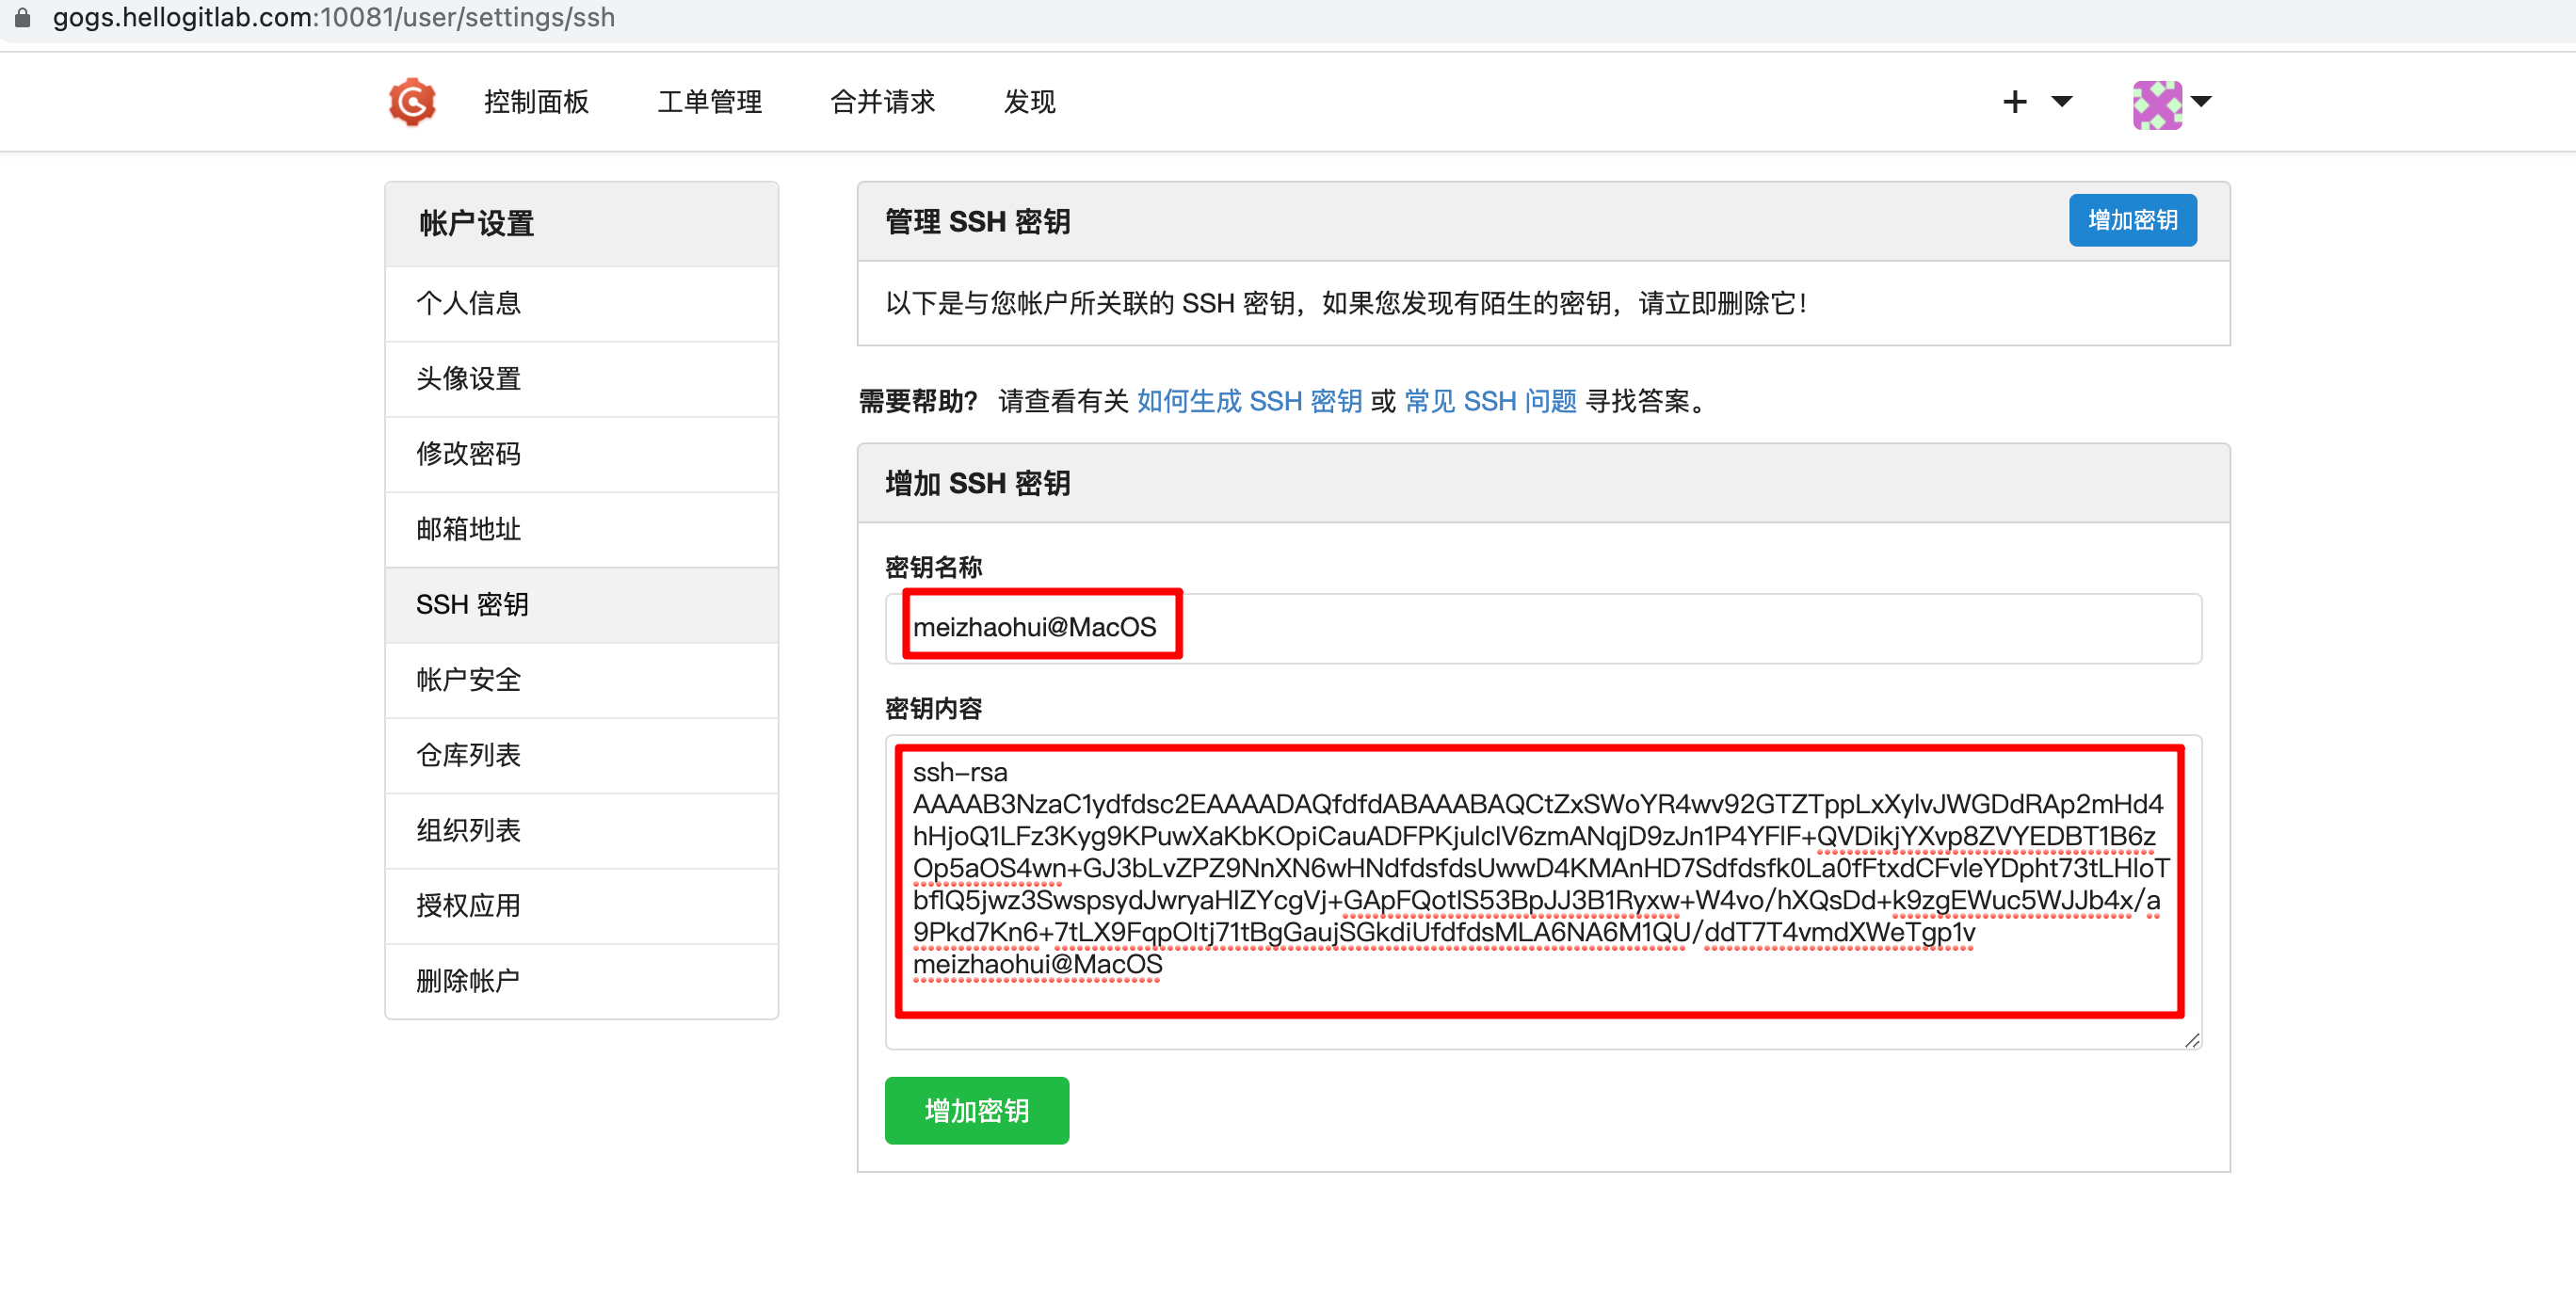 gogs.hellogitlab.com:10081/user/settings/ssh
控制面板 工单管理 合并请求 发现
帐户设置
个人信息
头像设置
修改密码
邮箱地址
SSH 密钥
帐户安全
仓库列表
组织列表
授权应用
删除帐户
管理 SSH 密钥 增加密钥
以下是与您帐户所关联的 SSH 密钥，如果您发现有陌生的密钥，请立即删除它！
需要帮助？ 请查看有关 如何生成 SSH 密钥 或 常见 SSH 问题 寻找答案。
增加 SSH 密钥
密钥名称
meizhaohui@MacOS
密钥内容
ssh-rsa
AAAAB3NzaC1ydfdsc2EAAAADAQfdfdABAAABAQCtZxSWoYR4wv92GTZTppLxXylvJWGDdRAp2mHd4
hHjoQ1LFz3Kyg9KPuwXaKbKOpiCauADFPKjulclV6zmANqjD9zJn1P4YFlF+QVDikjYXvp8ZVYEDBT1B6z
Op5aOS4wn+GJ3bLvZPZ9NnXN6wHNdfdsfdsUwwD4KMAnHD7Sdfdsfk0La0fFtxdCFvleYDpht73tLHloT
bflQ5jwz3SwspsydJwryaHlZYcgVj+GApFQotlS53BpJJ3B1Ryxw+W4vo/hXQsDd+k9zgEWuc5WJJb4x/a
9Pkd7Kn6+7tLX9FqpOltj71tBgGaujSGkdiUfdfdsMLA6NA6M1QU/ddT7T4vmdXWeTgp1v
meizhaohui@MacOS
增加密钥